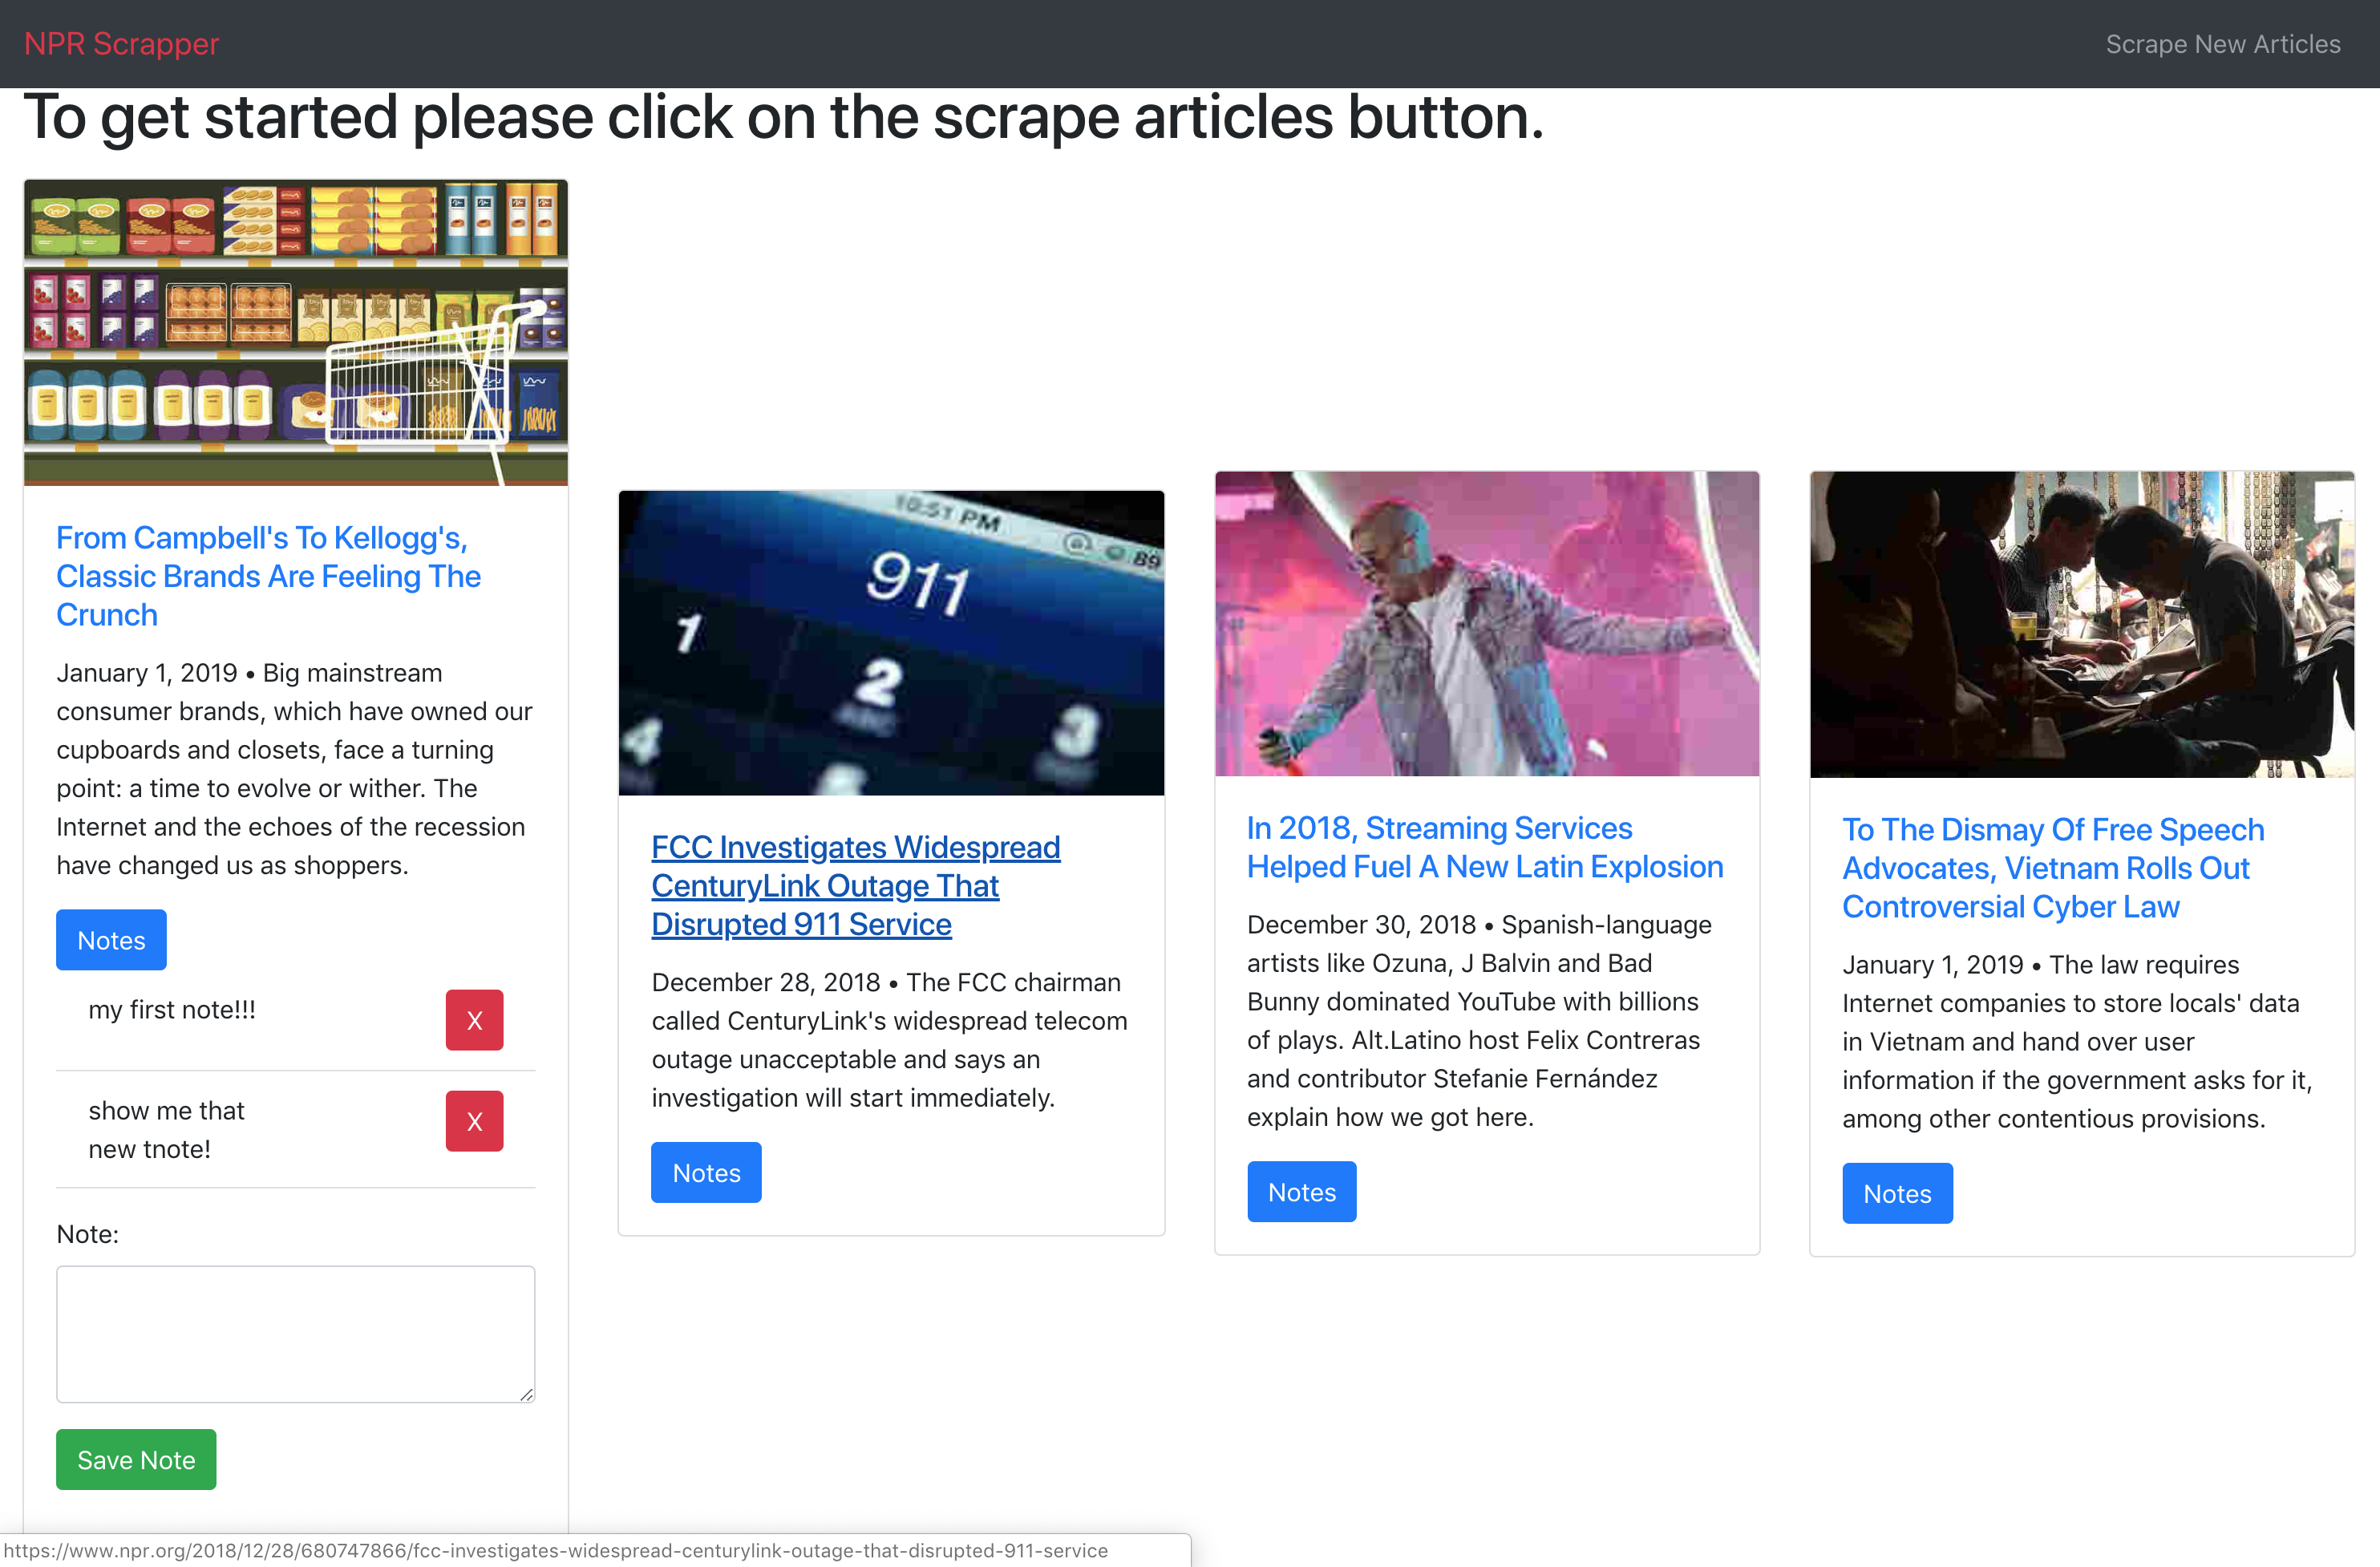 NPR Scrapper
Scrape New Articles
To get started please click on the scrape articles button.
From Campbell's To Kellogg's,
Classic Brands Are Feeling The
Crunch
January 1, 2019 • Big mainstream
consumer brands, which have owned our
cupboards and closets, face a turning
point: a time to evolve or wither. The
Internet and the echoes of the recession
have changed us as shoppers.
Notes
my first note!!!
X
show me that
new tnote!
X
Note:
Save Note
10:51 PM
89
911
1
2
ABC
3
4
FCC Investigates Widespread
CenturyLink Outage That
Disrupted 911 Service
December 28, 2018 • The FCC chairman
called CenturyLink's widespread telecom
outage unacceptable and says an
investigation will start immediately.
Notes
In 2018, Streaming Services
Helped Fuel A New Latin Explosion
December 30, 2018 • Spanish-language
artists like Ozuna, J Balvin and Bad
Bunny dominated YouTube with billions
of plays. Alt.Latino host Felix Contreras
and contributor Stefanie Fernández
explain how we got here.
Notes
To The Dismay Of Free Speech
Advocates, Vietnam Rolls Out
Controversial Cyber Law
January 1, 2019 • The law requires
Internet companies to store locals' data
in Vietnam and hand over user
information if the government asks for it,
among other contentious provisions.
Notes
https://www.npr.org/2018/12/28/680747866/fcc-investigates-widespread-centurylink-outage-that-disrupted-911-service